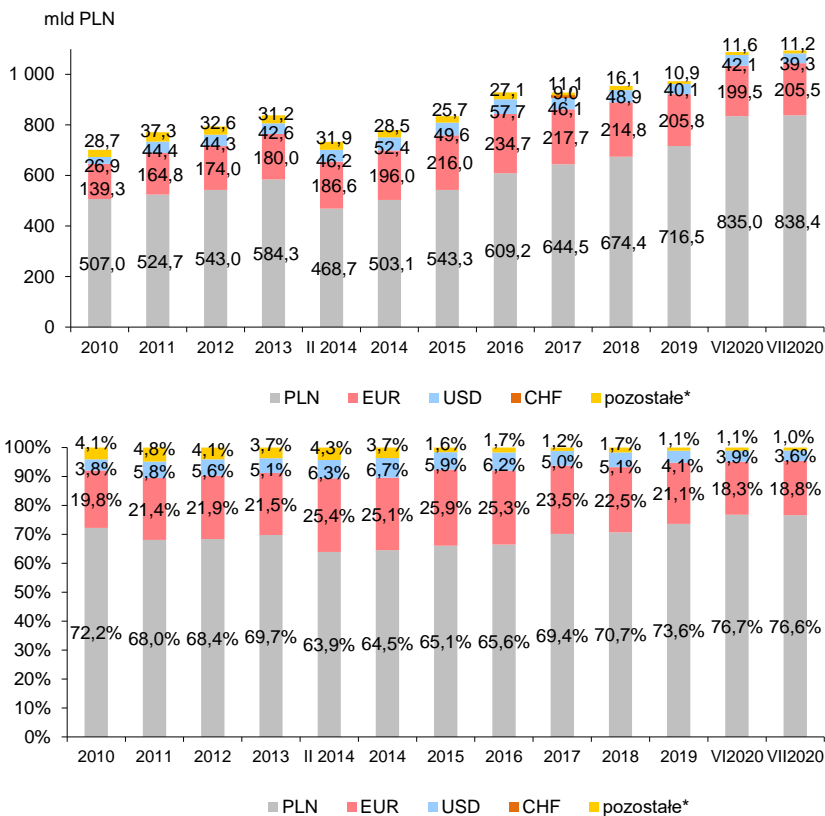 mld PLN
1 000
800
600
400
200
0
28,7 37,3 32,6 31,2 31,9 28,5 25,7 27,1 11,1 16,1 10,9 11,6 11,2
9,0
26,9 44,4 44,3 42,6 46,2 52,4 49,6 57,7 46,1 48,9 40,1 42,1 39,3
139,3 164,8 174,0 180,0 186,6 196,0 216,0 234,7 217,7 214,8 205,8 199,5 205,5
507,0 524,7 543,0 584,3 468,7 503,1 543,3 609,2 644,5 674,4 716,5 835,0 838,4
2010 2011 2012 2013 II 2014 2014 2015 2016 2017 2018 2019 VI2020 VII2020
PLN EUR USD CHF pozostałe*
100%
90%
80%
70%
60%
50%
40%
30%
20%
10%
0%
4,1% 4,8% 4,1% 3,7% 4,3% 3,7% 1,6% 1,7% 1,2% 1,7% 1,1% 1,1% 1,0%
3,8% 5,8% 5,6% 5,1% 6,3% 6,7% 5,9% 6,2% 5,0% 5,1% 4,1% 3,9% 3,6%
19,8% 21,4% 21,9% 21,5% 25,4% 25,1% 25,9% 25,3% 23,5% 22,5% 21,1% 18,3% 18,8%
72,2% 68,0% 68,4% 69,7% 63,9% 64,5% 65,1% 65,6% 69,4% 70,7% 73,6% 76,7% 76,6%
2010 2011 2012 2013 II 2014 2014 2015 2016 2017 2018 2019 VI2020 VII2020
PLN EUR USD CHF pozostałe*